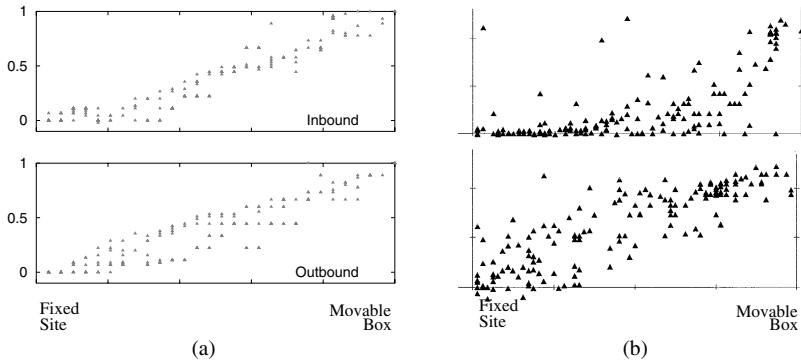 1
0.5
0
Inbound
1
0.5
0
Outbound
Fixed
Site
Movable
Box
Fixed
Site
Movable
Box
(a)
(b)